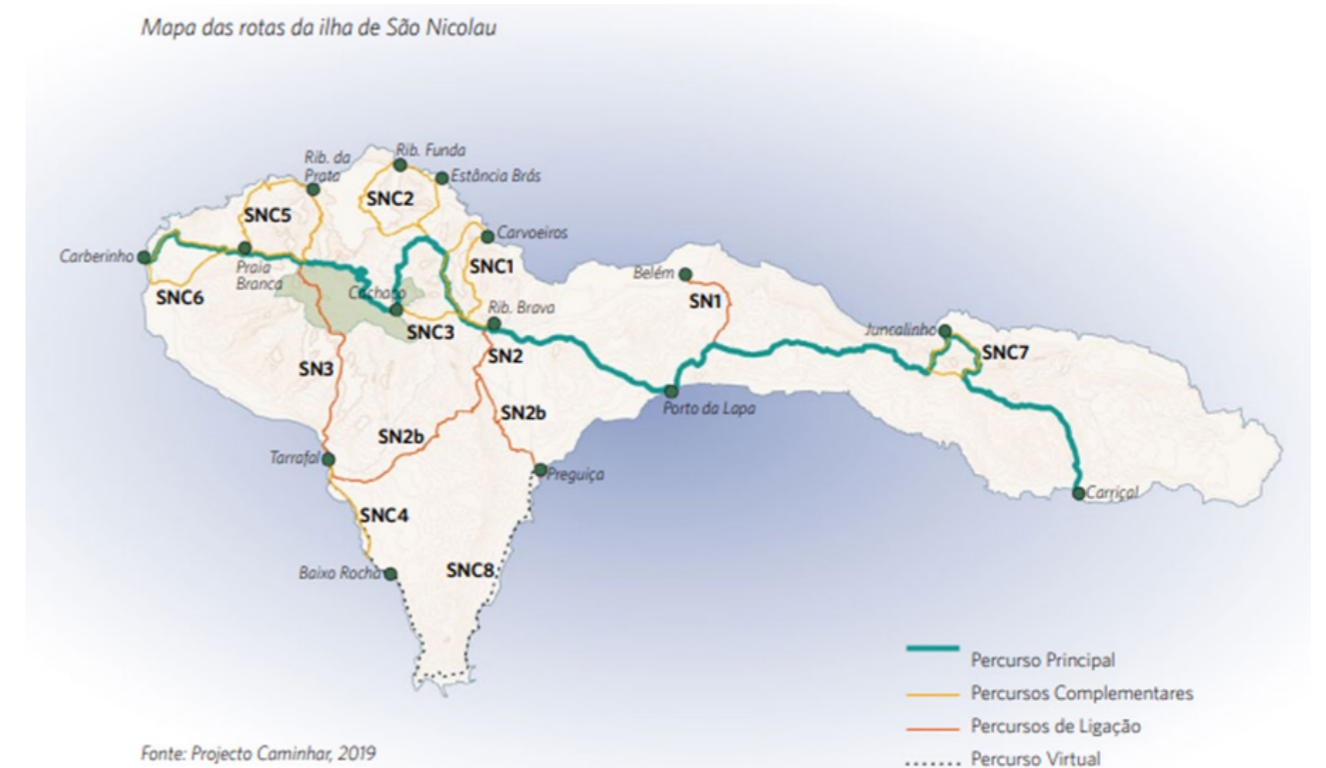 Mapa das rotas da ilha de São Nicolau
Rib. Funda
Rib. da
Prata
Estância Brás
SNC2
SNC5
Carvoeiros
Carberinho
SNC1
Praia
Branca
Belém
SNC6
Cachaço
SN1
Rib. Brava
SNC3
Juncalinho
SN2
SNC7
SN3
Porto da Lapa
SN2b
SN2b
Tarrafal
Preguiça
Carriçal
SNC4
Baixo Rocha
SNC8
Percurso Principal
Percursos Complementares
Percursos de Ligação
Fonte: Projecto Caminhar, 2019
Percurso Virtual